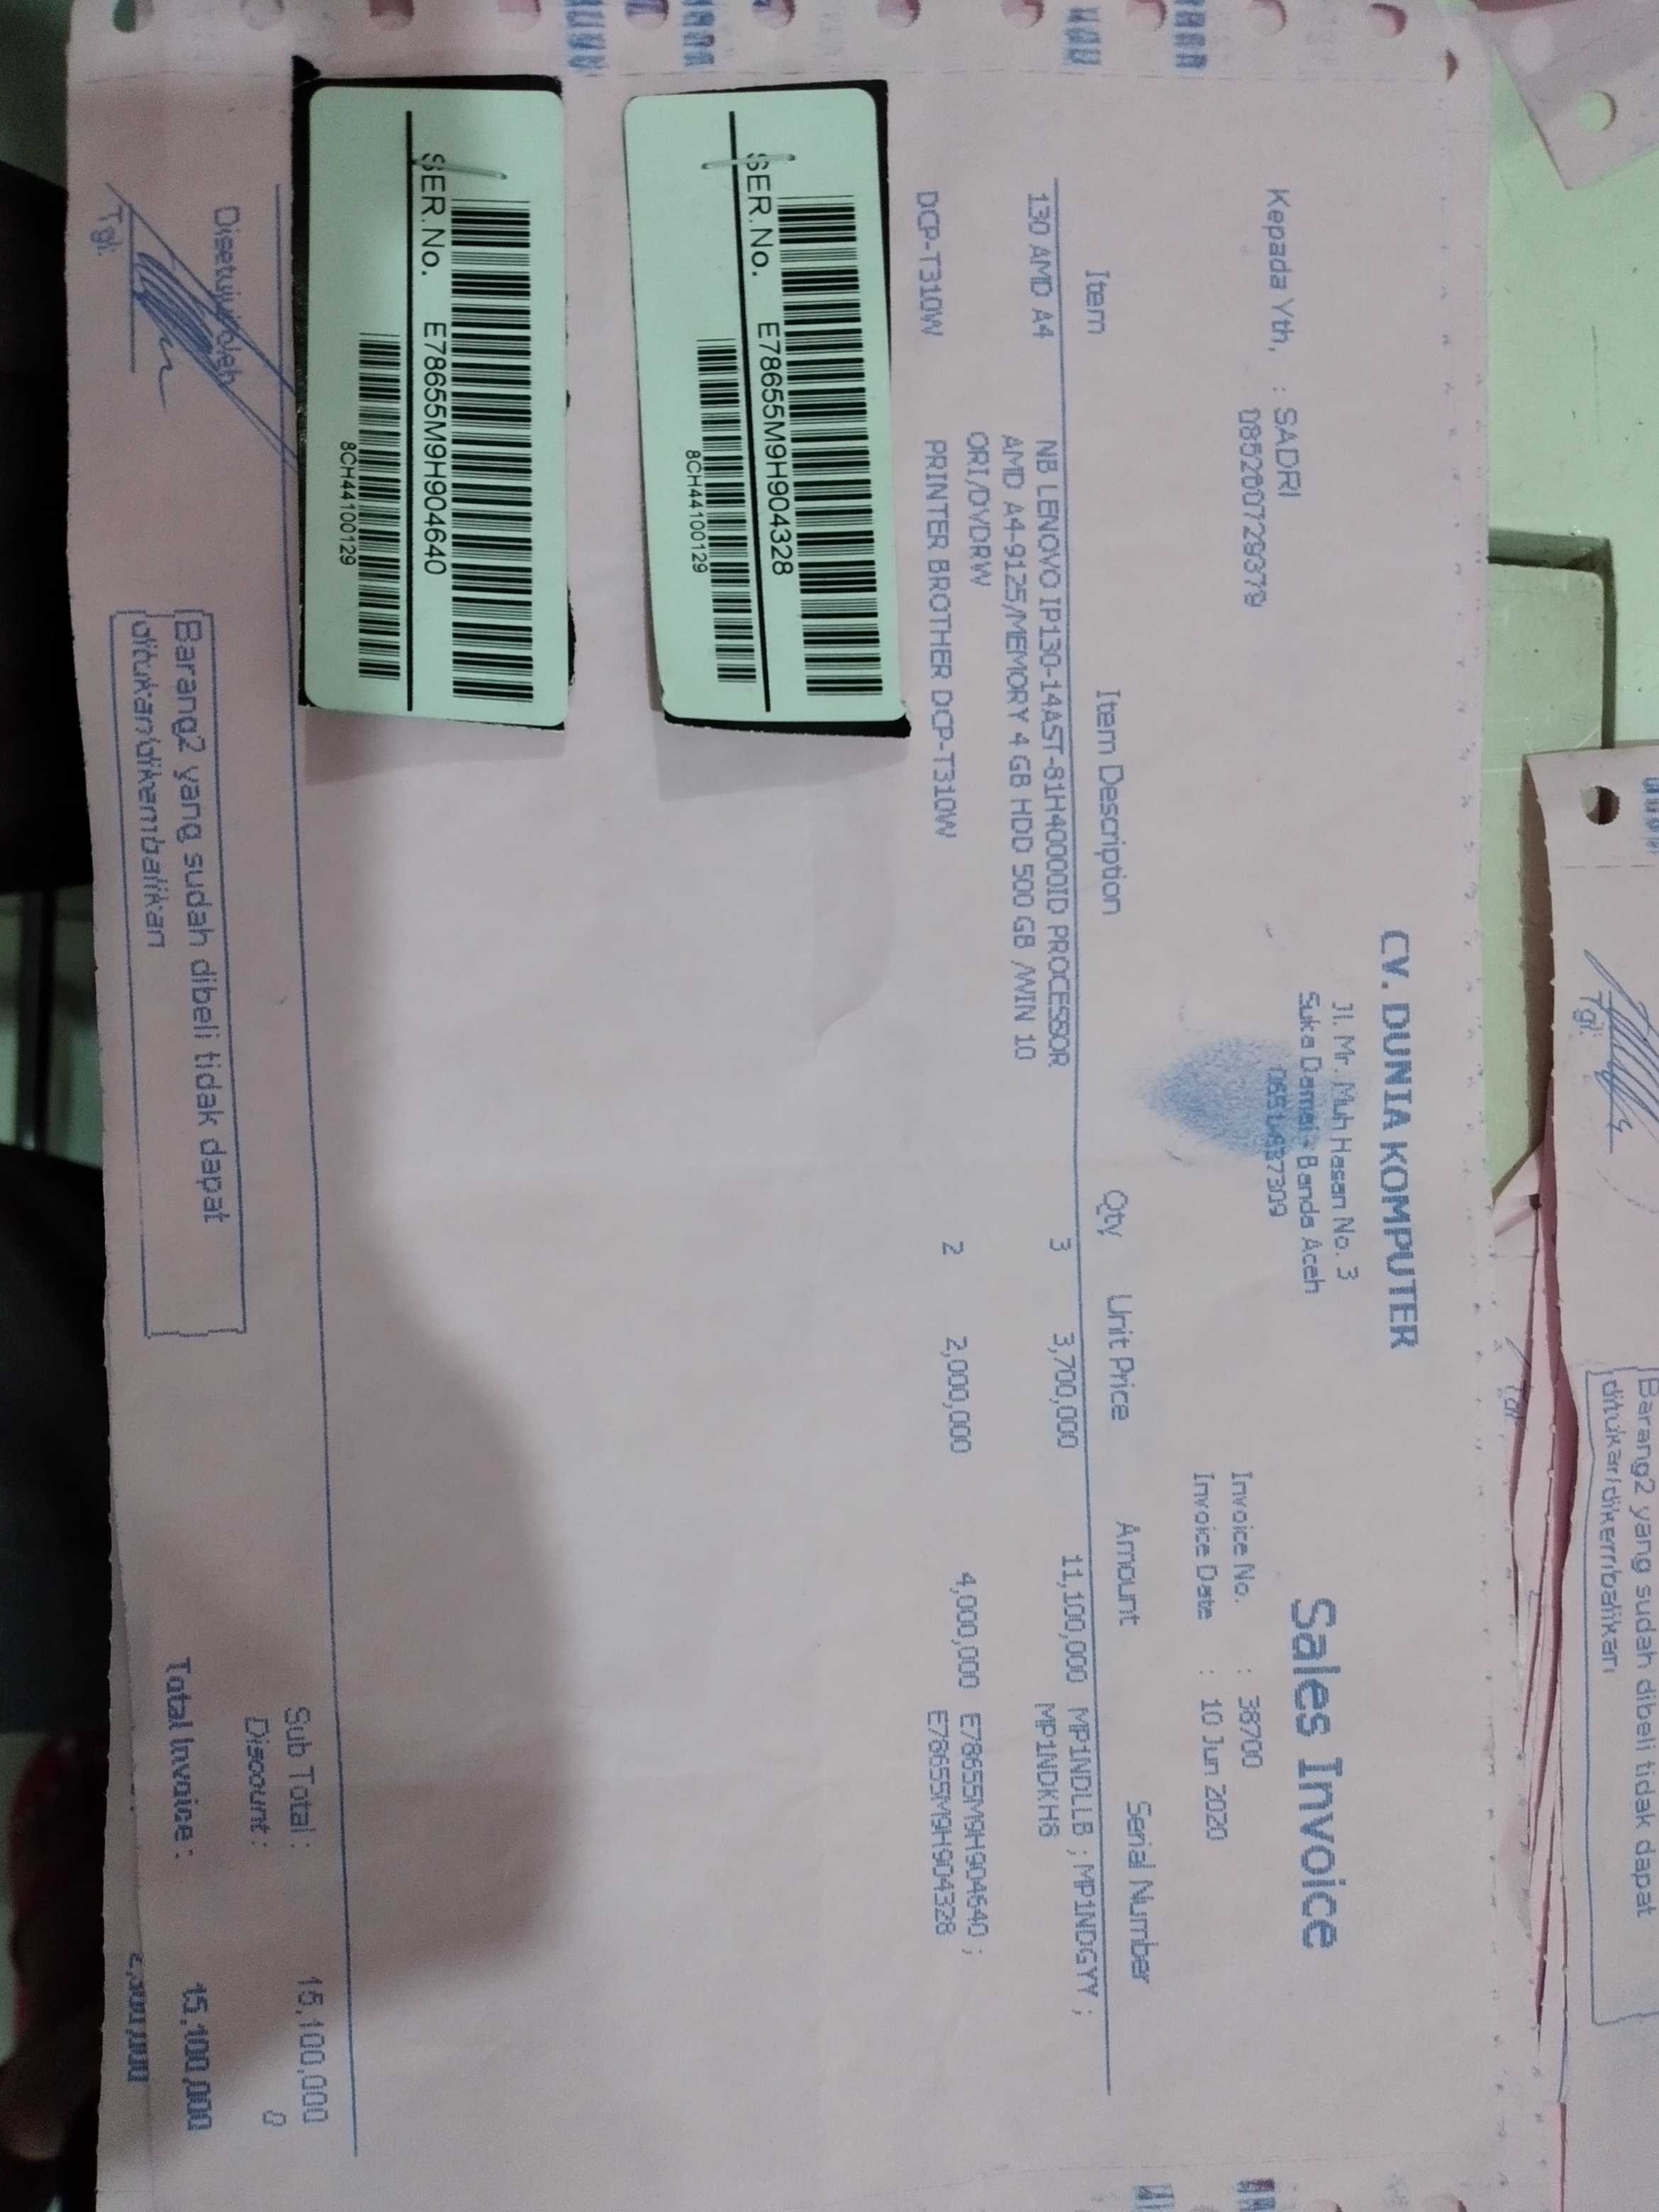 CV. DUNIA KOMPUTER
Jl. Mr. Muh Hasan No. 3
Suka Damai - Banda Aceh
Sales Invoice
Kepada Yth, : SADRI
085260729379
Invoice No. : 38700
Invoice Date : 10 Jun 2020
Item Item Description Qty Unit Price Amount Serial Number
130 AMD A4 NB LENOVO IP130-14AST-81H40000ID PROCESSOR 3 3,700,000 11,100,000 MP1NDLLB ; MP1NDGYY ;
AMD A4-9125/MEMORY 4 GB HDD 500 GB /WIN 10 MP1NDKH8
ORI/DVDRW
DCP-T310W PRINTER BROTHER DCP-T310W 2 2,000,000 4,000,000 E78655M9H904640 ;
E78655M9H904328
SER.No. E78655M9H904328
8CH44100129
SER.No. E78655M9H904640
8CH44100129
Sub Total : 15,100,000
Discount : 0
Total Invoice : 15,100,000
Disetujui oleh
Tgl.
Barang2 yang sudah dibeli tidak dapat
ditukar/dikembalikan
Tgl.
Barang2 yang sudah dibeli tidak dapat
ditukar/dikembalikan